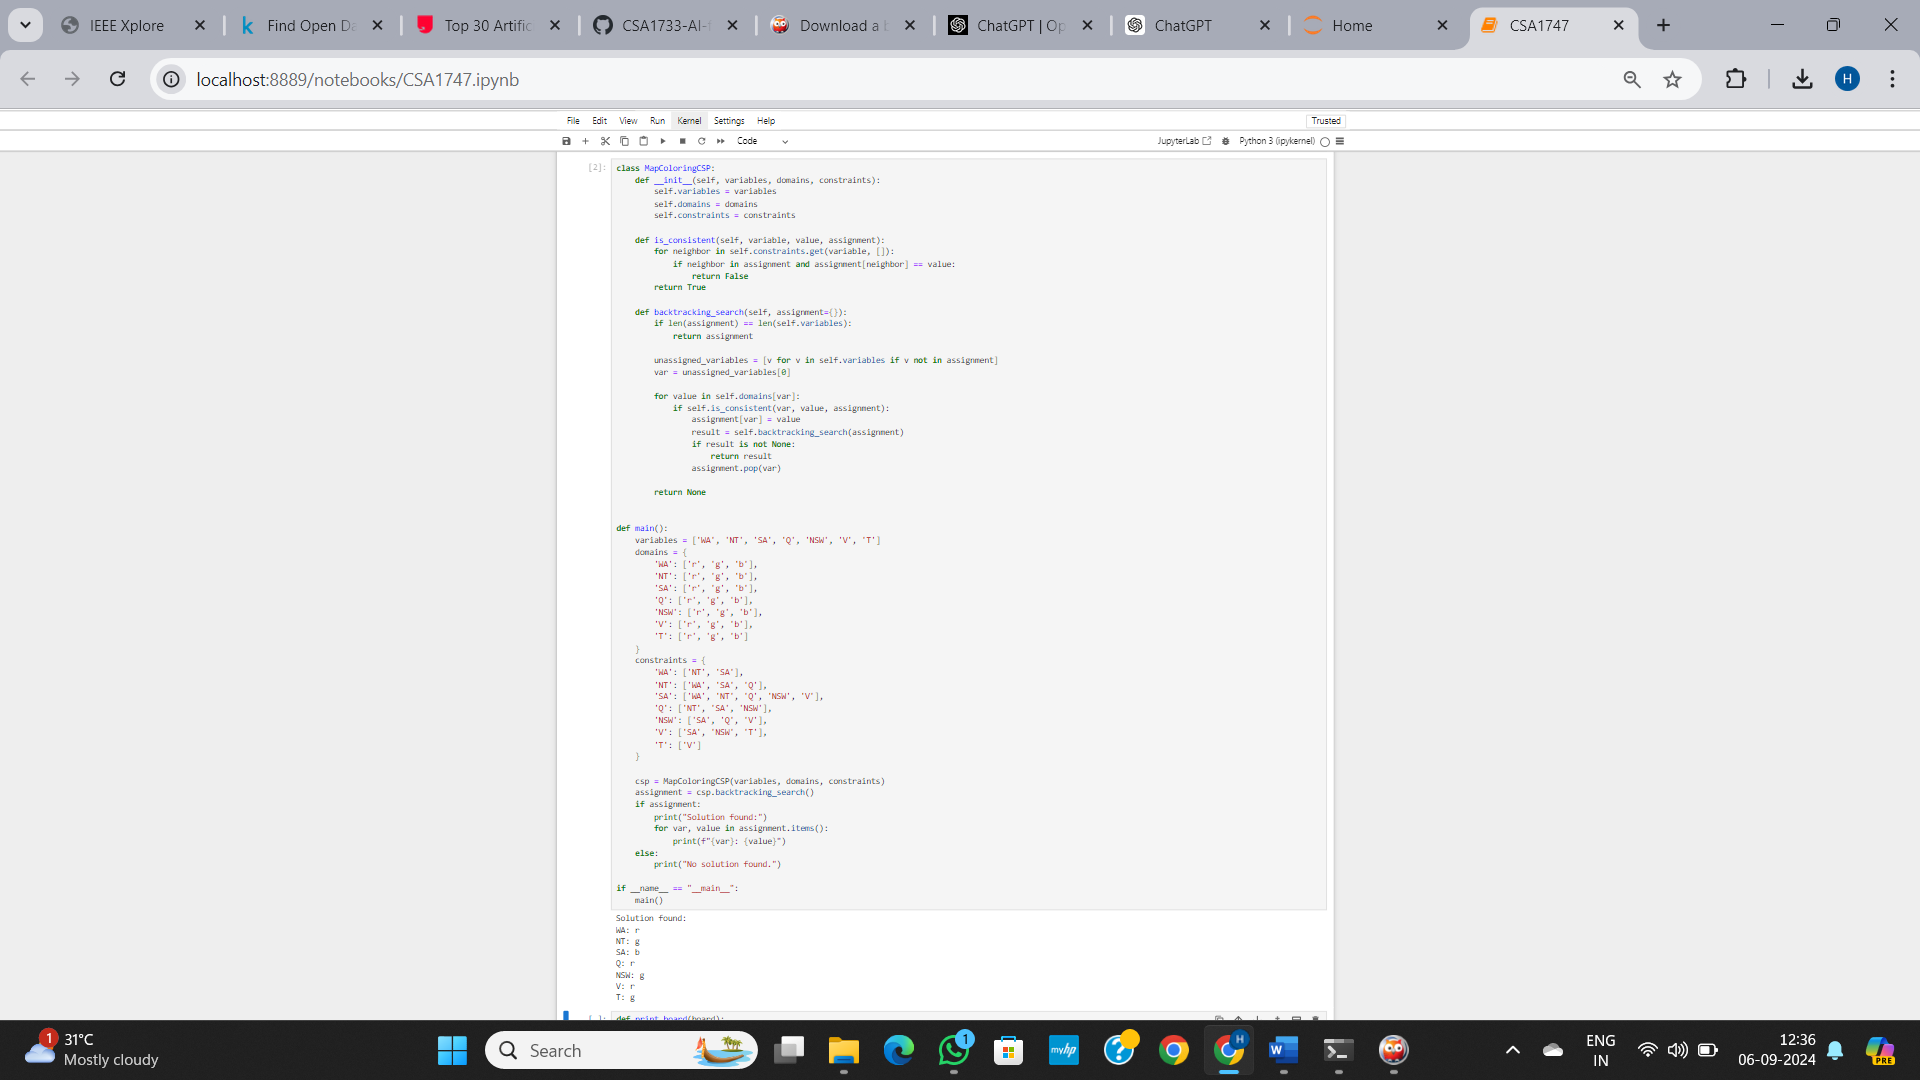 IEEE Xplore
Find Open Da
Top 30 Artific
CSA1733-AI-f
Download a b
ChatGPT | Op
ChatGPT
Home
CSA1747
localhost:8889/notebooks/CSA1747.ipynb
H
File Edit View Run Kernel Settings Help
Trusted
Code
JupyterLab
Python 3 (ipykernel)
[2]:
class MapColoringCSP:
    def __init__(self, variables, domains, constraints):
        self.variables = variables
        self.domains = domains
        self.constraints = constraints
    def is_consistent(self, variable, value, assignment):
        for neighbor in self.constraints.get(variable, []):
            if neighbor in assignment and assignment[neighbor] == value:
                return False
        return True
    def backtracking_search(self, assignment={}):
        if len(assignment) == len(self.variables):
            return assignment
        unassigned_variables = [v for v in self.variables if v not in assignment]
        var = unassigned_variables[0]
        for value in self.domains[var]:
            if self.is_consistent(var, value, assignment):
                assignment[var] = value
                result = self.backtracking_search(assignment)
                if result is not None:
                    return result
                assignment.pop(var)
        return None
def main():
    variables = ['WA', 'NT', 'SA', 'Q', 'NSW', 'V', 'T']
    domains = {
        'WA': ['r', 'g', 'b'],
        'NT': ['r', 'g', 'b'],
        'SA': ['r', 'g', 'b'],
        'Q': ['r', 'g', 'b'],
        'NSW': ['r', 'g', 'b'],
        'V': ['r', 'g', 'b'],
        'T': ['r', 'g', 'b']
    }
    constraints = {
        'WA': ['NT', 'SA'],
        'NT': ['WA', 'SA', 'Q'],
        'SA': ['WA', 'NT', 'Q', 'NSW', 'V'],
        'Q': ['NT', 'SA', 'NSW'],
        'NSW': ['SA', 'Q', 'V'],
        'V': ['SA', 'NSW', 'T'],
        'T': ['V']
    }
    csp = MapColoringCSP(variables, domains, constraints)
    assignment = csp.backtracking_search()
    if assignment:
        print("Solution found:")
        for var, value in assignment.items():
            print(f"{var}: {value}")
    else:
        print("No solution found.")
if __name__ == "__main__":
    main()
Solution found:
WA: r
NT: g
SA: b
Q: r
NSW: g
V: r
T: g
[ ]:
def print_board(board):
1
31°C
Mostly cloudy
Search
1
myhp
H
ENG
IN
12:36
06-09-2024
PRE